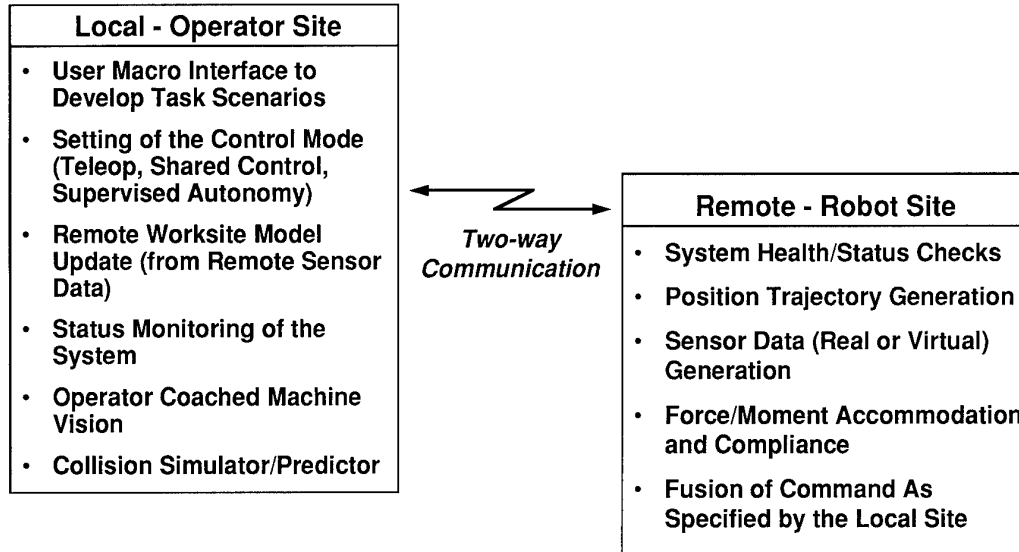 Local - Operator Site
• User Macro Interface to
Develop Task Scenarios
• Setting of the Control Mode
(Teleop, Shared Control,
Supervised Autonomy)
• Remote Worksite Model
Update (from Remote Sensor
Data)
• Status Monitoring of the
System
• Operator Coached Machine
Vision
• Collision Simulator/Predictor
Two-way
Communication
Remote - Robot Site
• System Health/Status Checks
• Position Trajectory Generation
• Sensor Data (Real or Virtual)
Generation
• Force/Moment Accommodation
and Compliance
• Fusion of Command As
Specified by the Local Site